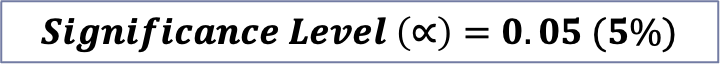 Significance Level (∝) = 0.05 (5%)